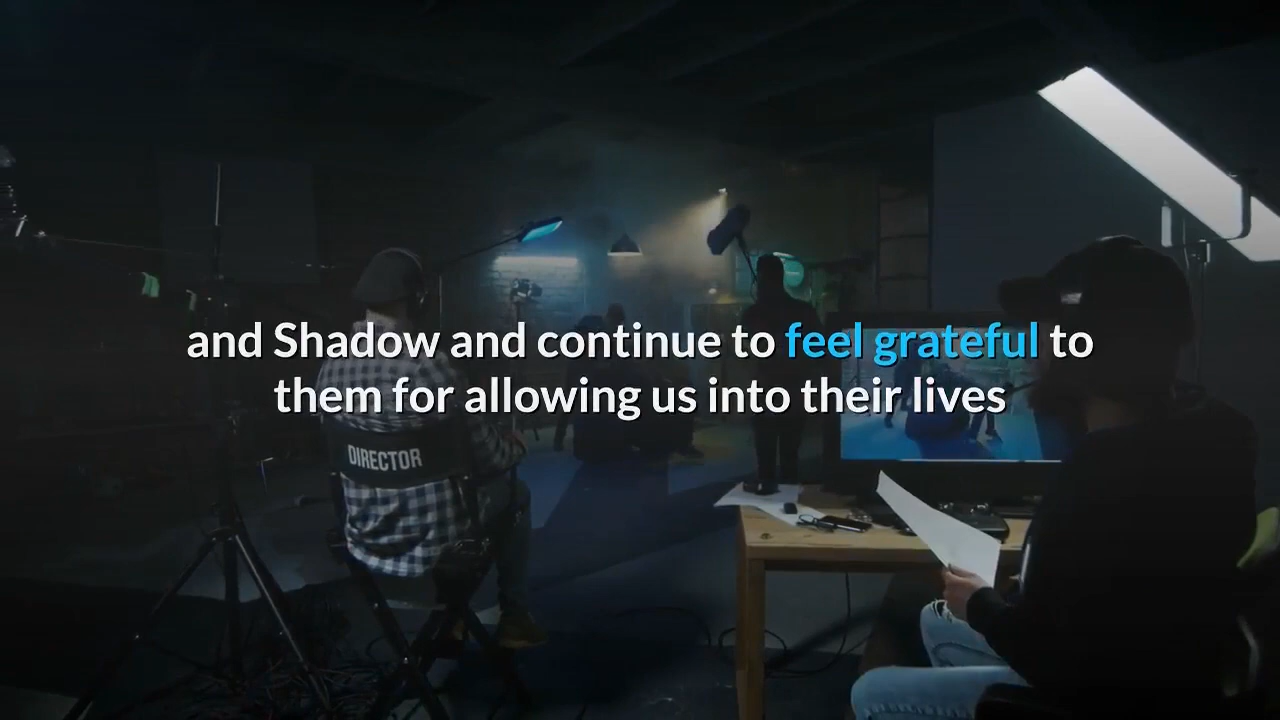 and Shadow and continue to feel grateful to
them for allowing us into their lives
DIRECTOR